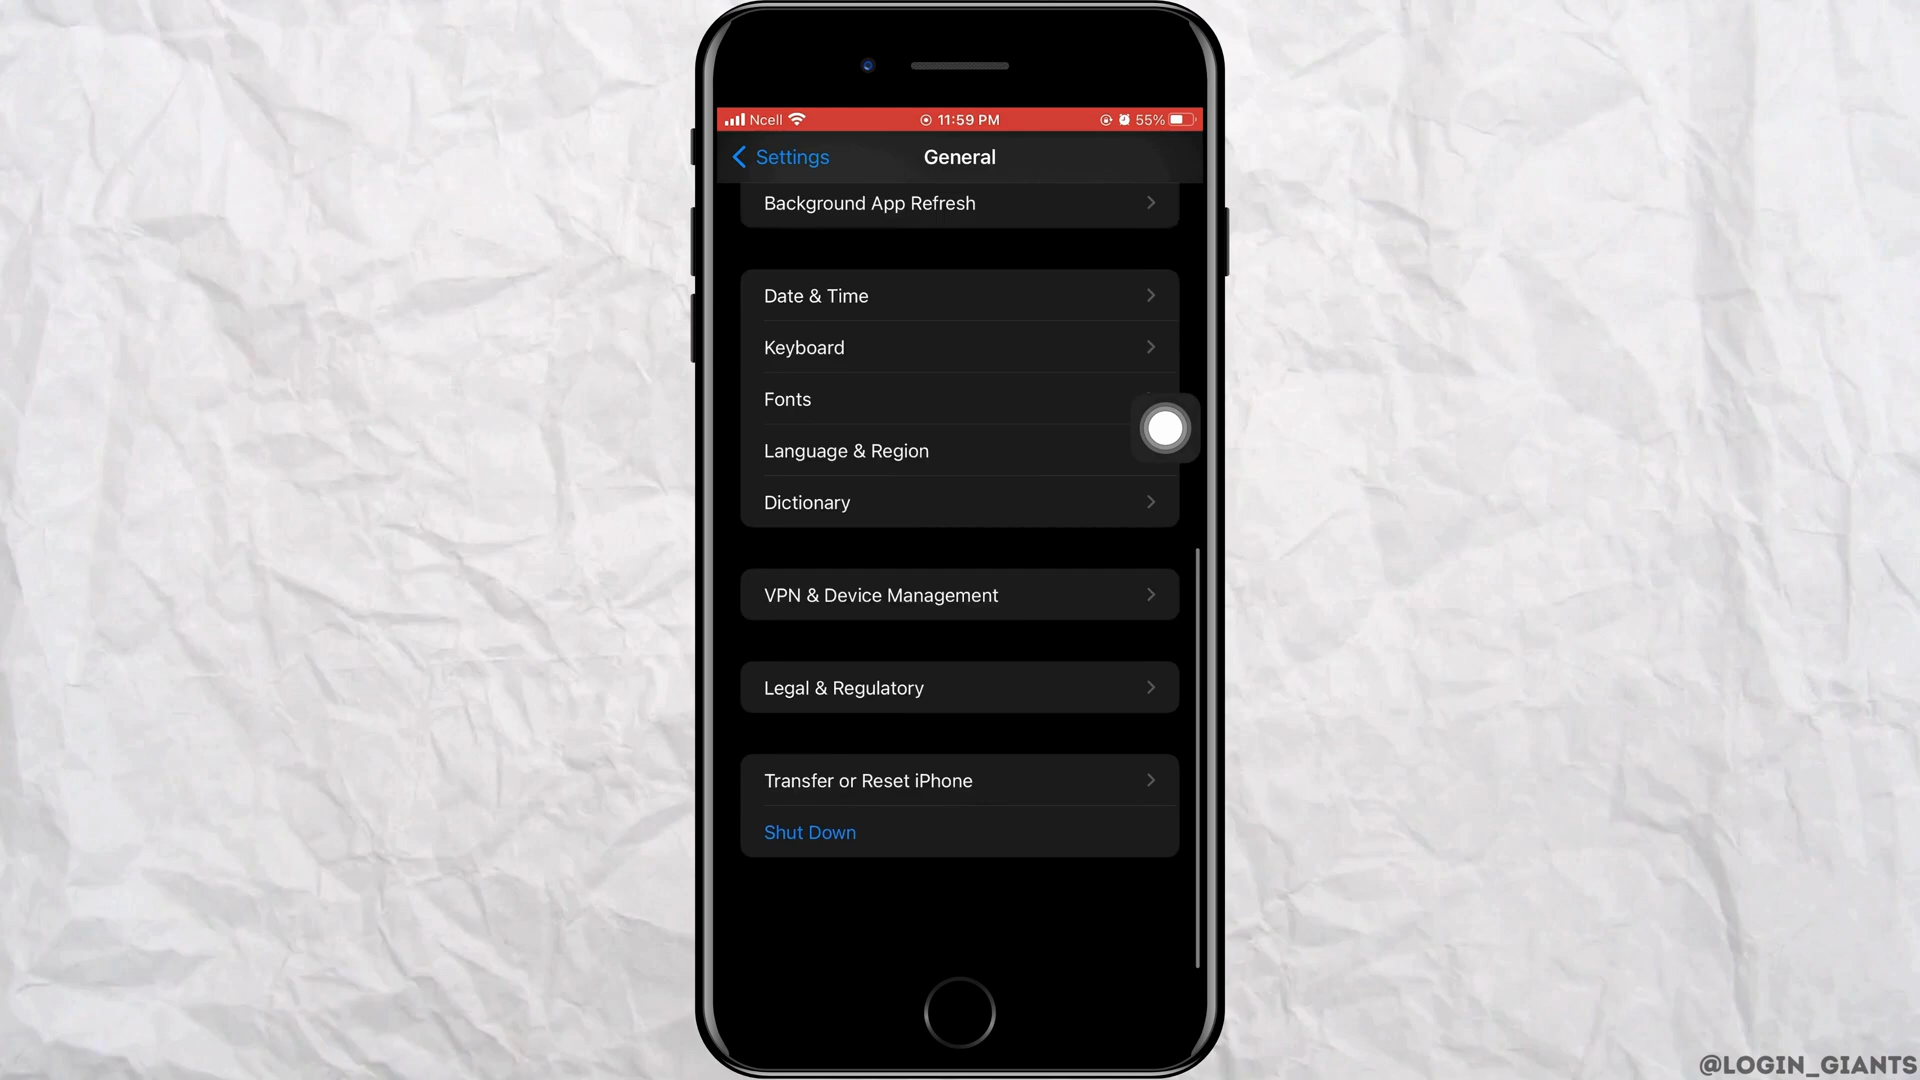 Ncell 11:59 PM 55%
Settings General
Background App Refresh
Date & Time
Keyboard
Fonts
Language & Region
Dictionary
VPN & Device Management
Legal & Regulatory
Transfer or Reset iPhone
Shut Down
@LOGIN_GIANTS